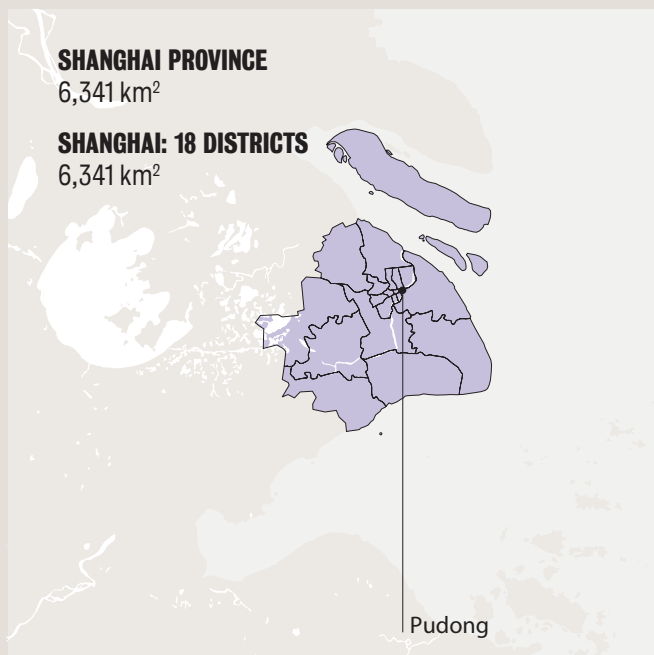 SHANGHAI PROVINCE
6,341 km²
SHANGHAI: 18 DISTRICTS
6,341 km²
Pudong